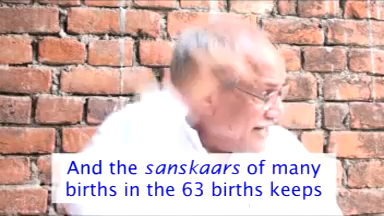 And the sanskaars of many
births in the 63 births keeps